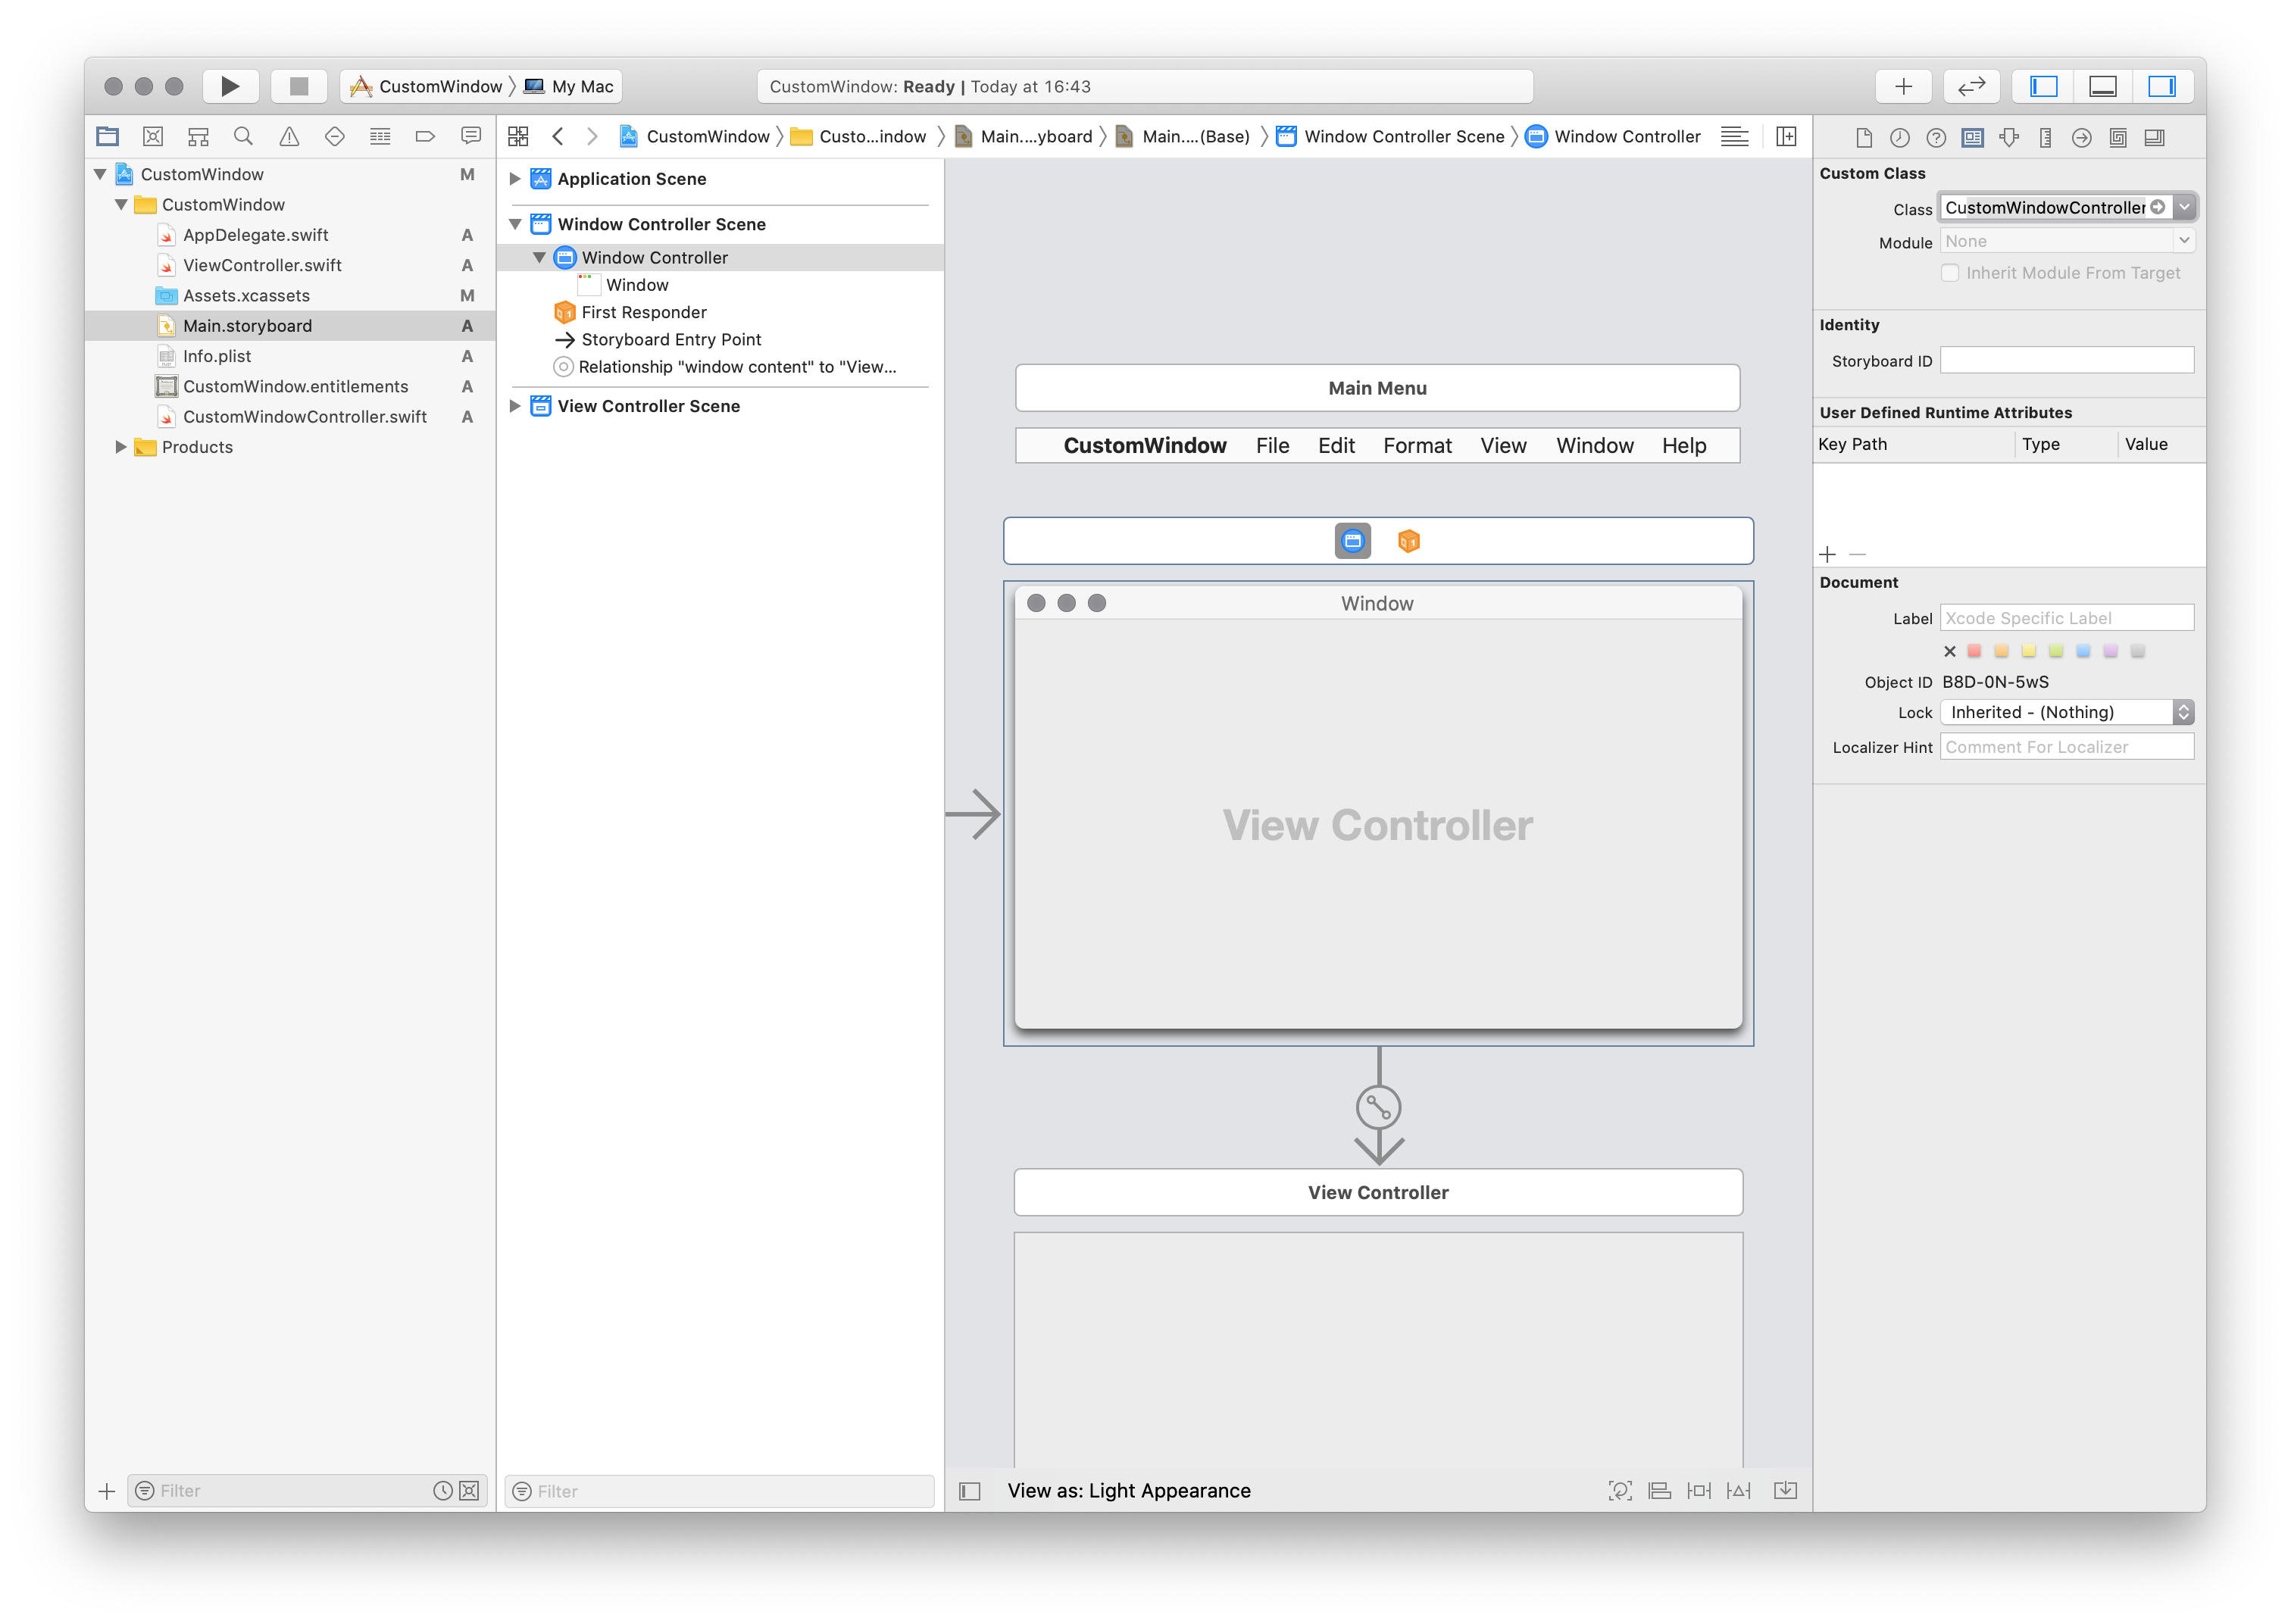 CustomWindow 〉 My Mac
CustomWindow: Ready | Today at 16:43
CustomWindow 〉 Custo...indow 〉 Main....yboard 〉 Main....(Base) 〉 Window Controller Scene 〉 Window Controller
CustomWindow M
CustomWindow
AppDelegate.swift A
ViewController.swift A
Assets.xcassets M
Main.storyboard A
Info.plist A
CustomWindow.entitlements A
CustomWindowController.swift A
Products
Filter
Application Scene
Window Controller Scene
Window Controller
Window
First Responder
Storyboard Entry Point
Relationship "window content" to "View...
View Controller Scene
Filter
Main Menu
CustomWindow File Edit Format View Window Help
Window
View Controller
View Controller
View as: Light Appearance
Custom Class
Class CustomWindowController
Module None
Inherit Module From Target
Identity
Storyboard ID
User Defined Runtime Attributes
Key Path Type Value
Document
Label Xcode Specific Label
Object ID B8D-0N-5wS
Lock Inherited - (Nothing)
Localizer Hint Comment For Localizer